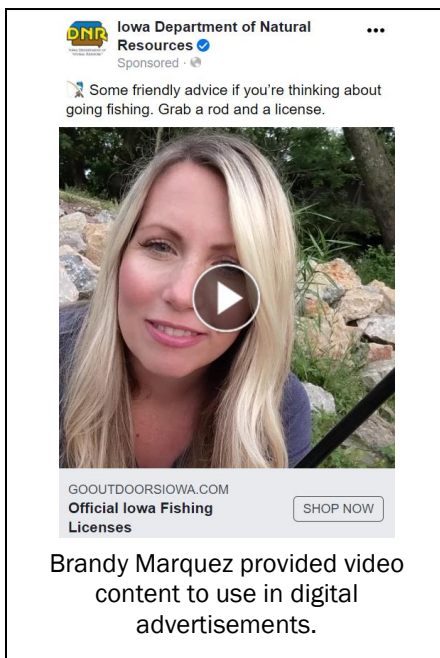 DNR
Iowa Department of Natural
Resources
Sponsored ·
Some friendly advice if you're thinking about
going fishing. Grab a rod and a license.
GOOUTDOORSIOWA.COM
Official Iowa Fishing
Licenses
SHOP NOW
Brandy Marquez provided video
content to use in digital
advertisements.